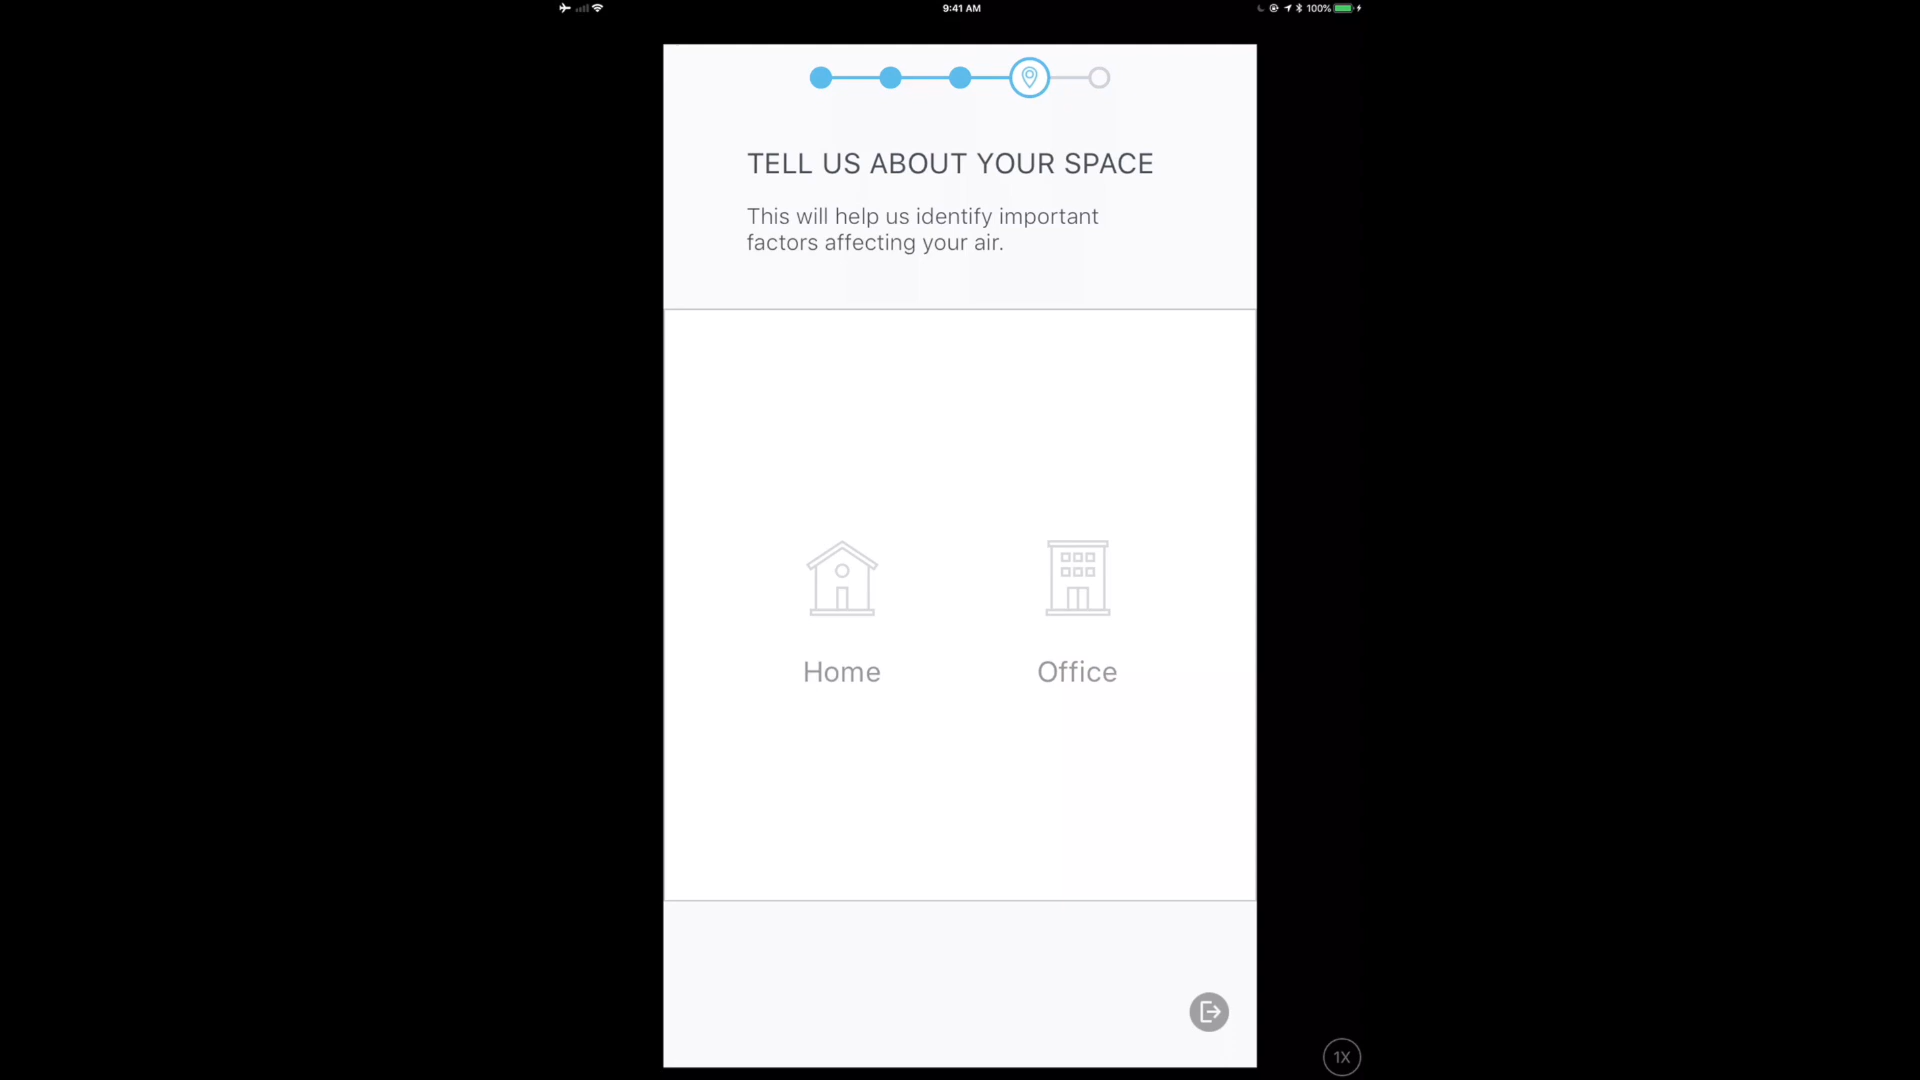 9:41 AM
100%
TELL US ABOUT YOUR SPACE
This will help us identify important
factors affecting your air.
Home
Office
1X